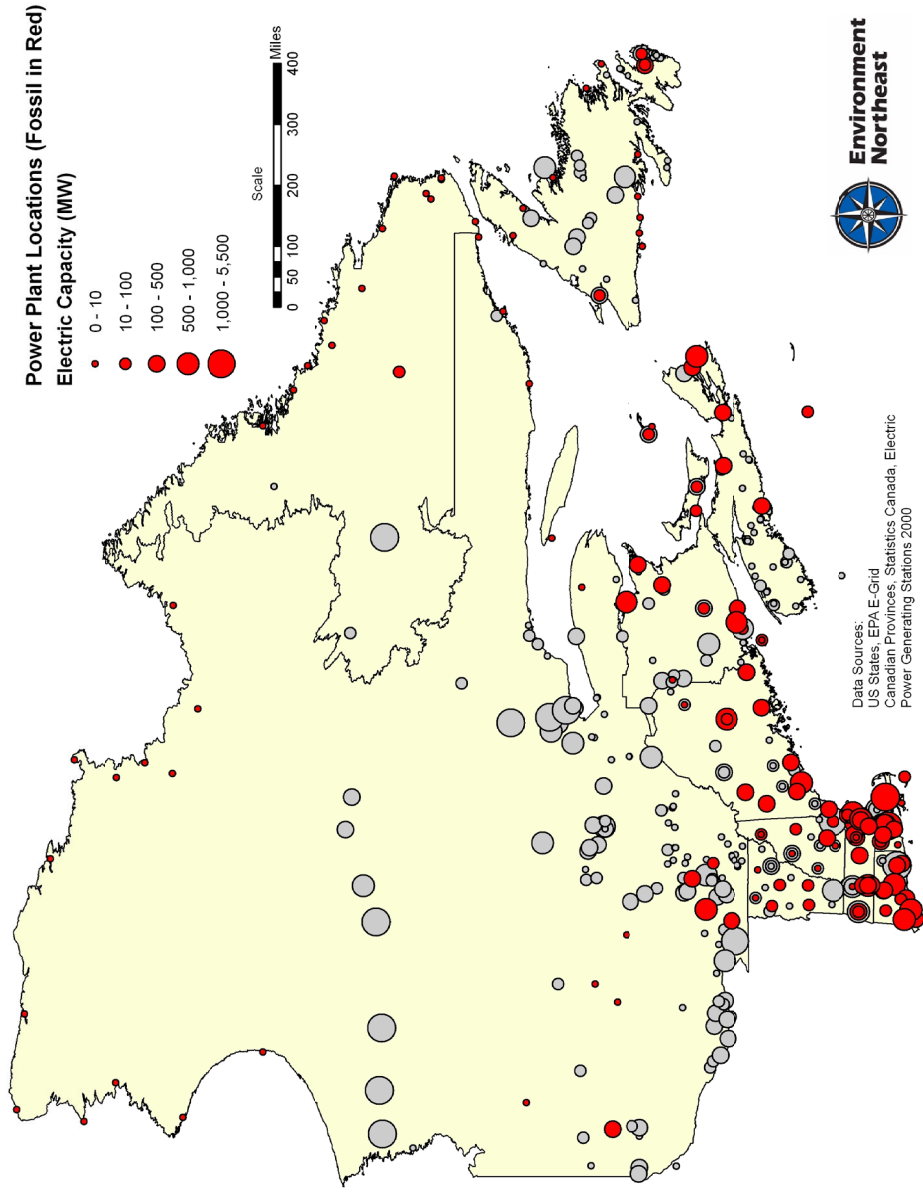 Power Plant Locations (Fossil in Red)
Electric Capacity (MW)
0 - 10
10 - 100
100 - 500
500 - 1,000
1,000 - 5,500
Scale
0 50 100 200 300 400 Miles
Data Sources:
US States, EPA E-Grid
Canadian Provinces, Statistics Canada, Electric
Power Generating Stations 2000
Environment
Northeast